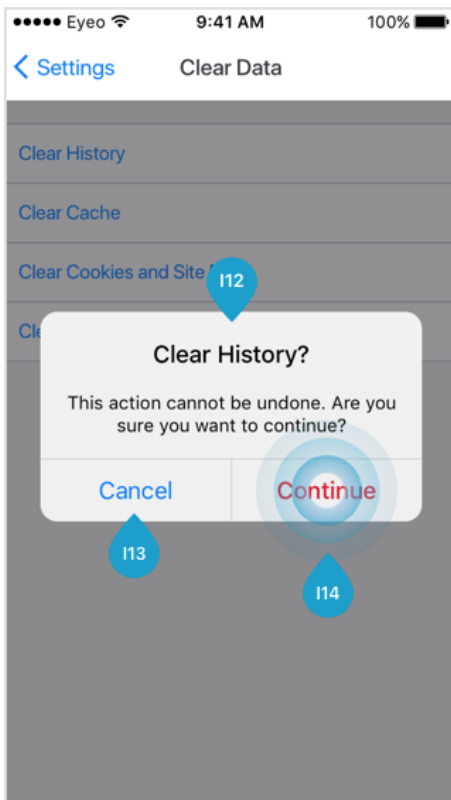 Eyeo 9:41 AM 100%
Settings Clear Data
Clear History
Clear Cache
Clear Cookies and Site
I12
Clear History?
This action cannot be undone. Are you
sure you want to continue?
Cancel Continue
I13
I14